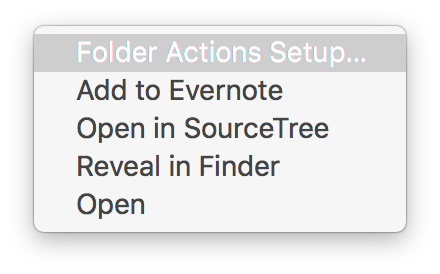 Folder Actions Setup...
Add to Evernote
Open in SourceTree
Reveal in Finder
Open